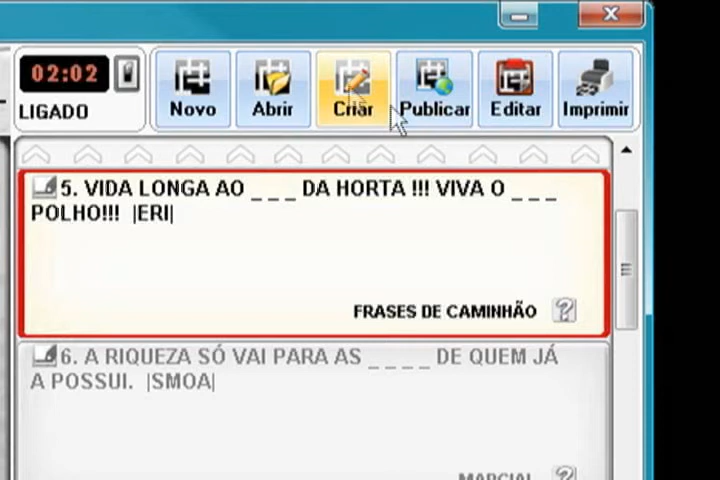 02:02
LIGADO
Novo
Abrir
Criar
Publicar
Editar
Imprimir
5. VIDA LONGA AO _ _ _ DA HORTA !!! VIVA O _ _ _
POLHO!!! |ERI|
FRASES DE CAMINHÃO
6. A RIQUEZA SÓ VAI PARA AS _ _ _ _ DE QUEM JÁ
A POSSUI. |SMOA|
MARCIAL